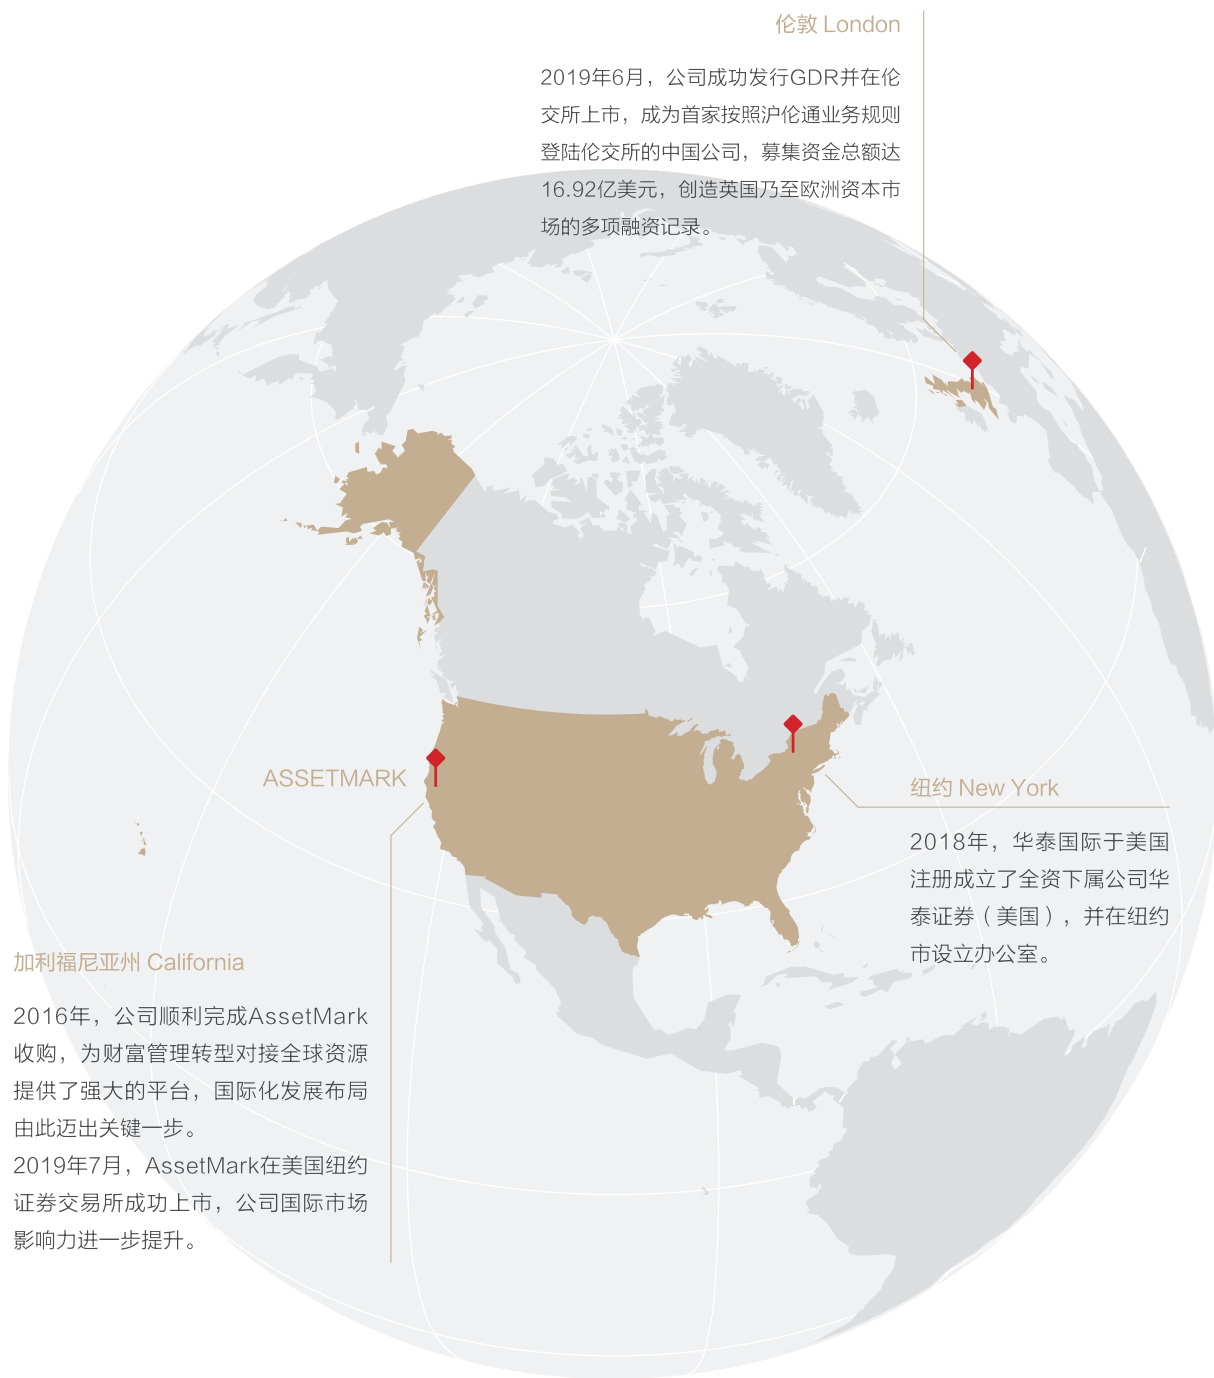 伦敦 London
2019年6月，公司成功发行GDR并在伦
交所上市，成为首家按照沪伦通业务规则
登陆伦交所的中国公司，募集资金总额达
16.92亿美元，创造英国乃至欧洲资本市
场的多项融资记录。
ASSETMARK
纽约 New York
2018年，华泰国际于美国
注册成立了全资下属公司华
泰证券（美国），并在纽约
市设立办公室。
加利福尼亚州 California
2016年，公司顺利完成AssetMark
收购，为财富管理转型对接全球资源
提供了强大的平台，国际化发展布局
由此迈出关键一步。
2019年7月，AssetMark在美国纽约
证券交易所成功上市，公司国际市场
影响力进一步提升。